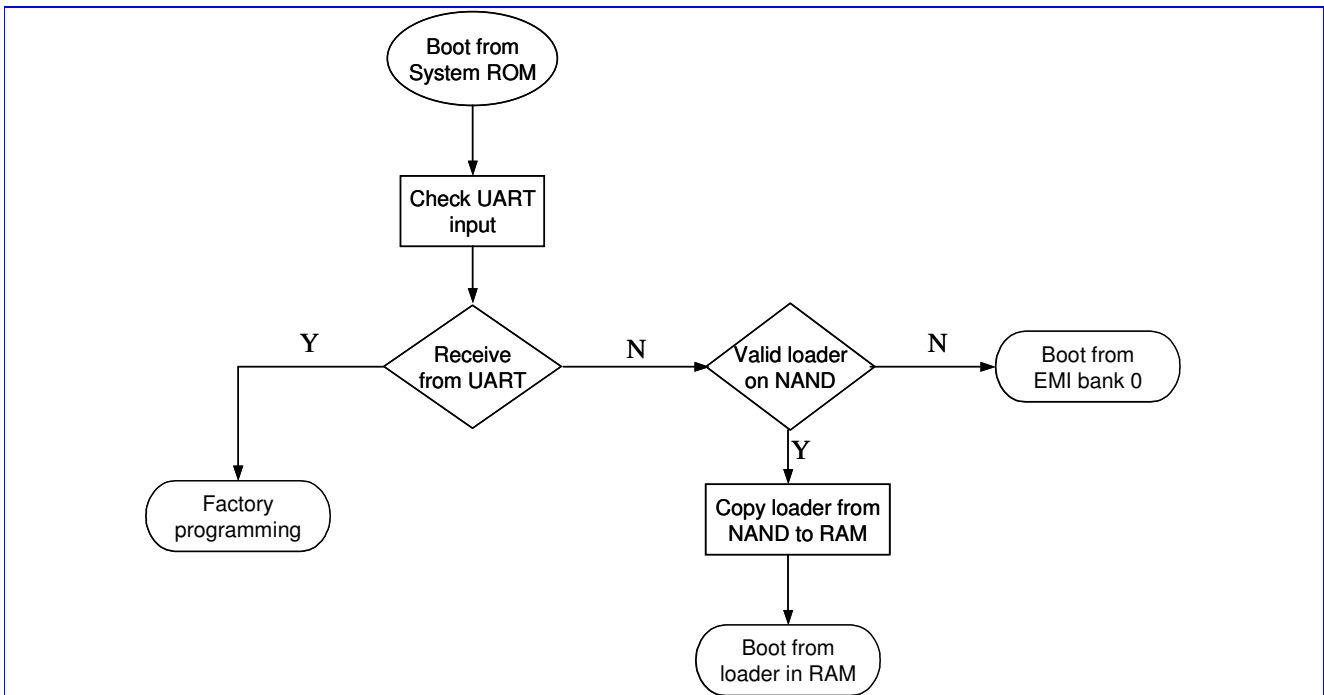 Boot from
System ROM
Check UART
input
Y
Receive
from UART
N
Valid loader
on NAND
N
Boot from
EMI bank 0
Y
Factory
programming
Copy loader from
NAND to RAM
Boot from
loader in RAM